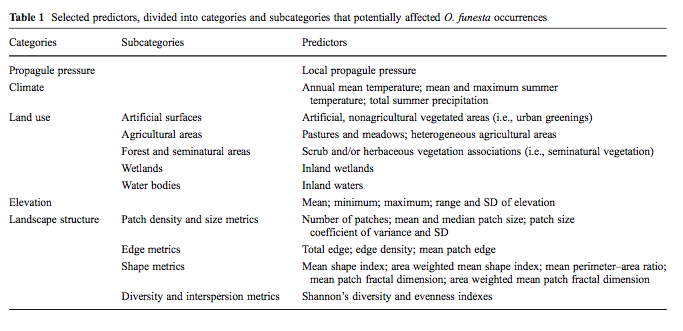 Table 1 Selected predictors, divided into categories and subcategories that potentially affected O. funesta occurrences
Categories Subcategories Predictors
Propagule pressure Local propagule pressure
Climate Annual mean temperature; mean and maximum summer
temperature; total summer precipitation
Land use Artificial surfaces Artificial, nonagricultural vegetated areas (i.e., urban greenings)
Agricultural areas Pastures and meadows; heterogeneous agricultural areas
Forest and seminatural areas Scrub and/or herbaceous vegetation associations (i.e., seminatural vegetation)
Wetlands Inland wetlands
Water bodies Inland waters
Elevation Mean; minimum; maximum; range and SD of elevation
Landscape structure Patch density and size metrics Number of patches; mean and median patch size; patch size
coefficient of variance and SD
Edge metrics Total edge; edge density; mean patch edge
Shape metrics Mean shape index; area weighted mean shape index; mean perimeter–area ratio;
mean patch fractal dimension; area weighted mean patch fractal dimension
Diversity and interspersion metrics Shannon's diversity and evenness indexes